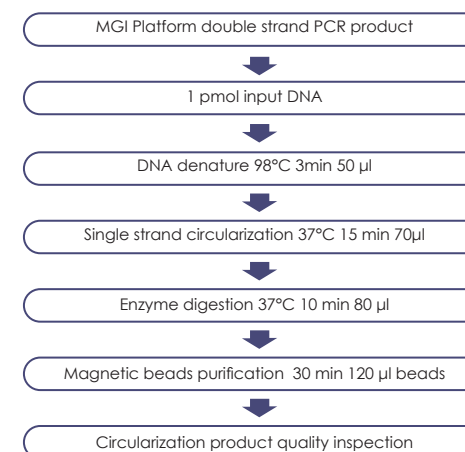 MGI Platform double strand PCR product
1 pmol input DNA
DNA denature 98°C 3min 50 µl
Single strand circularization 37°C 15 min 70µl
Enzyme digestion 37°C 10 min 80 µl
Magnetic beads purification 30 min 120 µl beads
Circularization product quality inspection